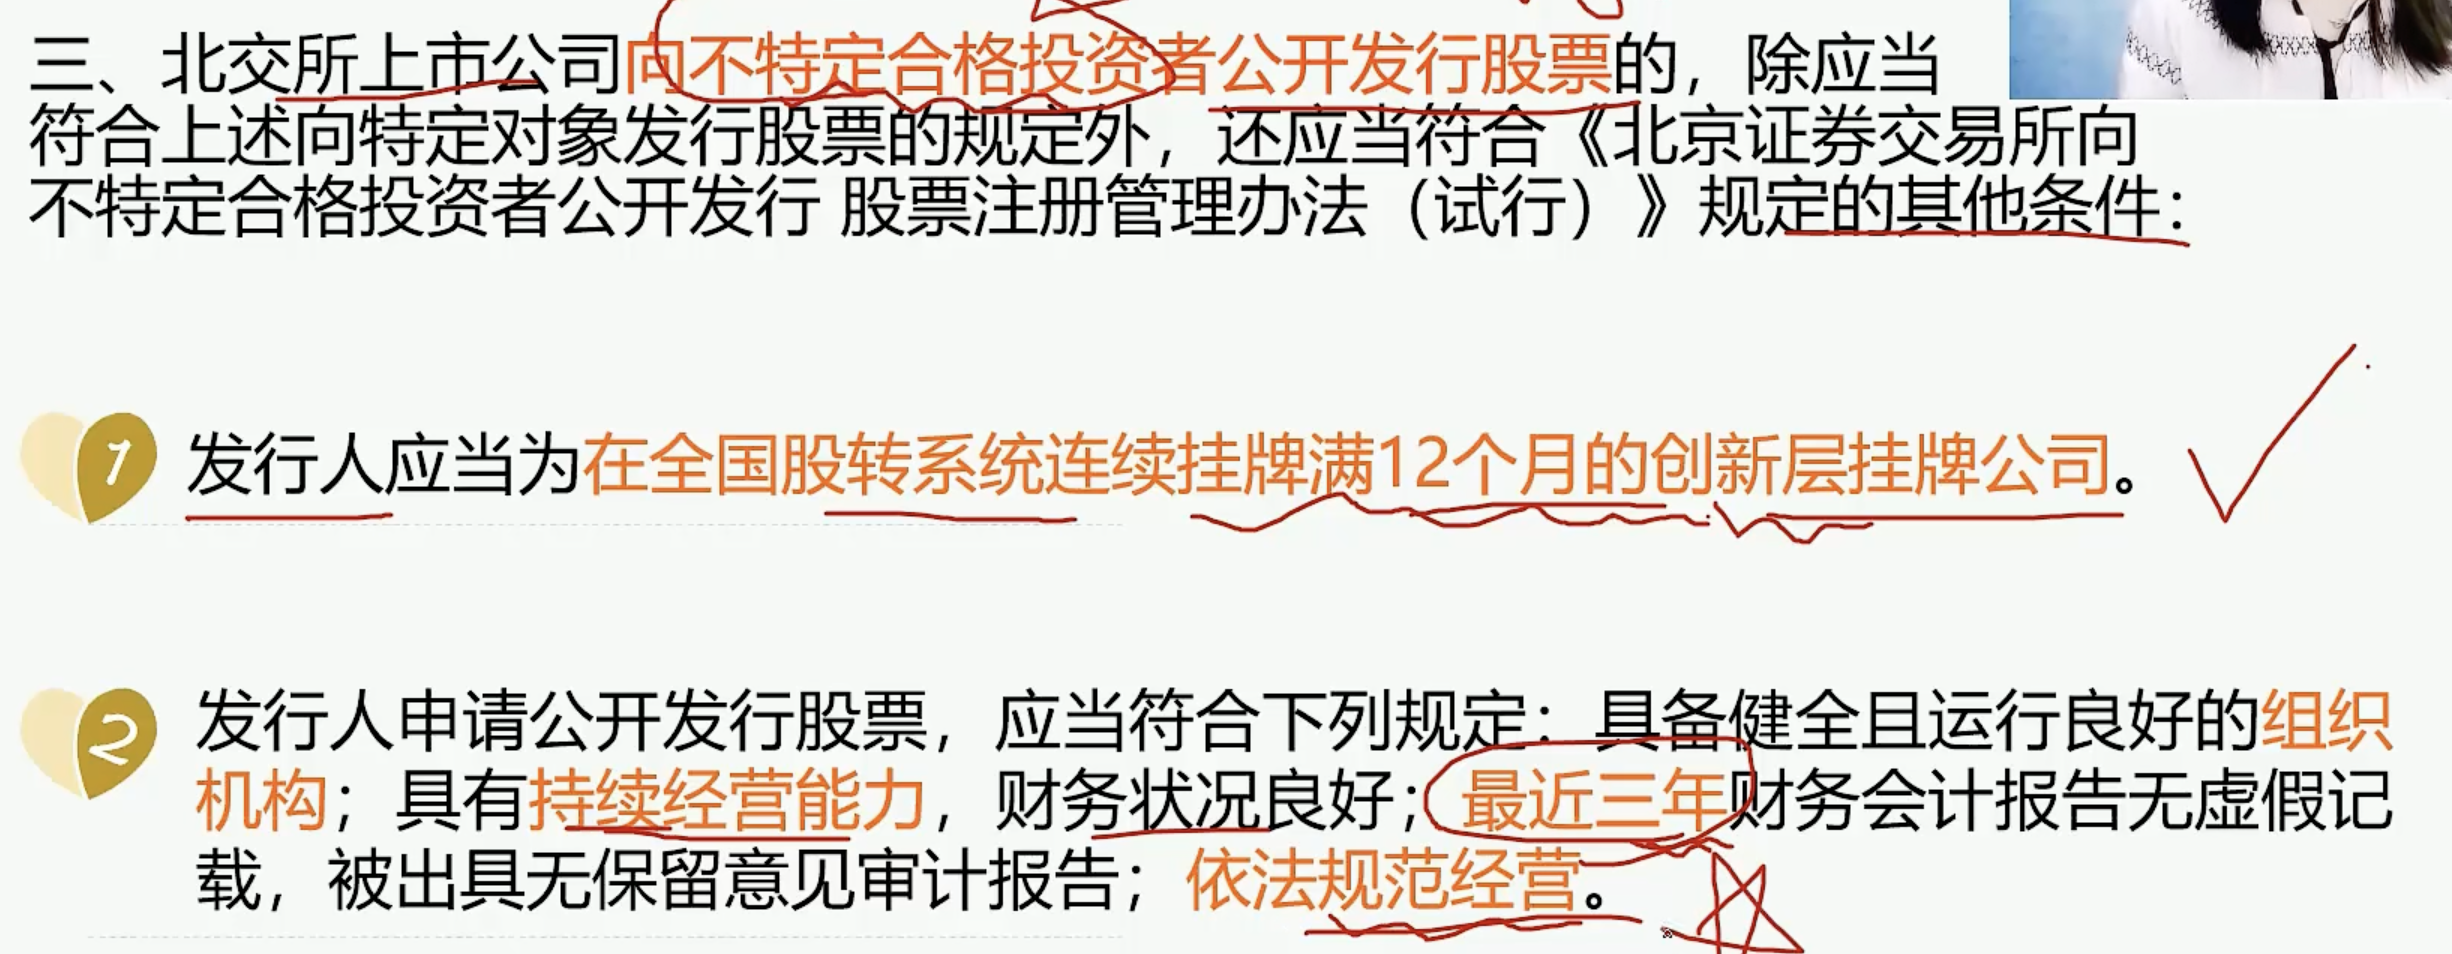 三、北交所上市公司向不特定合格投资者公开发行股票的，除应当
符合上述向特定对象发行股票的规定外，还应当符合《北京证券交易所向
不特定合格投资者公开发行 股票注册管理办法（试行）》规定的其他条件：
1
发行人应当为在全国股转系统连续挂牌满12个月的创新层挂牌公司。
2
发行人申请公开发行股票，应当符合下列规定：具备健全且运行良好的组织
机构；具有持续经营能力，财务状况良好；最近三年财务会计报告无虚假记
载，被出具无保留意见审计报告；依法规范经营。